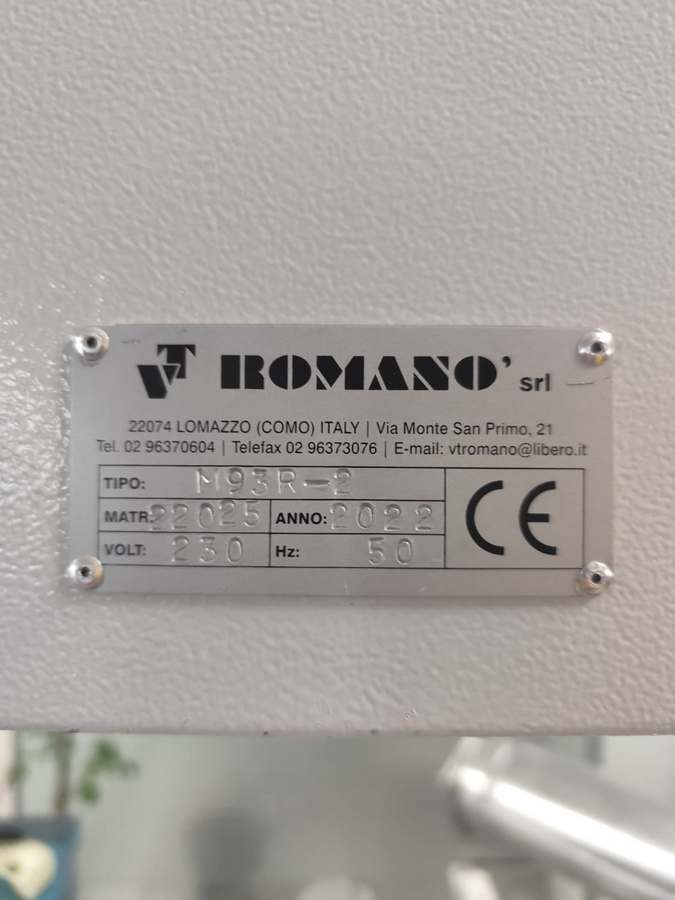 VT ROMANO' srl
22074 LOMAZZO (COMO) ITALY | Via Monte San Primo, 21
Tel. 02 96370604 | Telefax 02 96373076 | E-mail: vtromano@libero.it
TIPO: M93R-2
MATR: 22025 ANNO: 2022
VOLT: 230 Hz: 50
CE